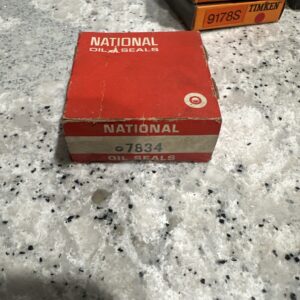 TIMKEN
9178S
NATIONAL
OIL SEALS
NATIONAL
7834
OIL SEALS